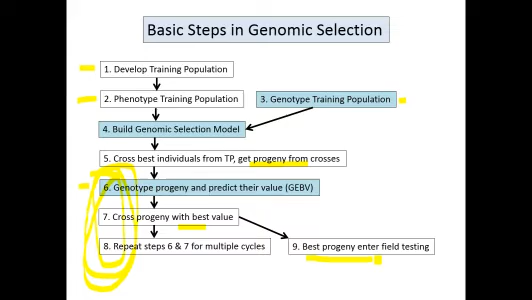 Basic Steps in Genomic Selection
1. Develop Training Population
2. Phenotype Training Population
3. Genotype Training Population
4. Build Genomic Selection Model
5. Cross best individuals from TP, get progeny from crosses
6. Genotype progeny and predict their value (GEBV)
7. Cross progeny with best value
8. Repeat steps 6 & 7 for multiple cycles
9. Best progeny enter field testing